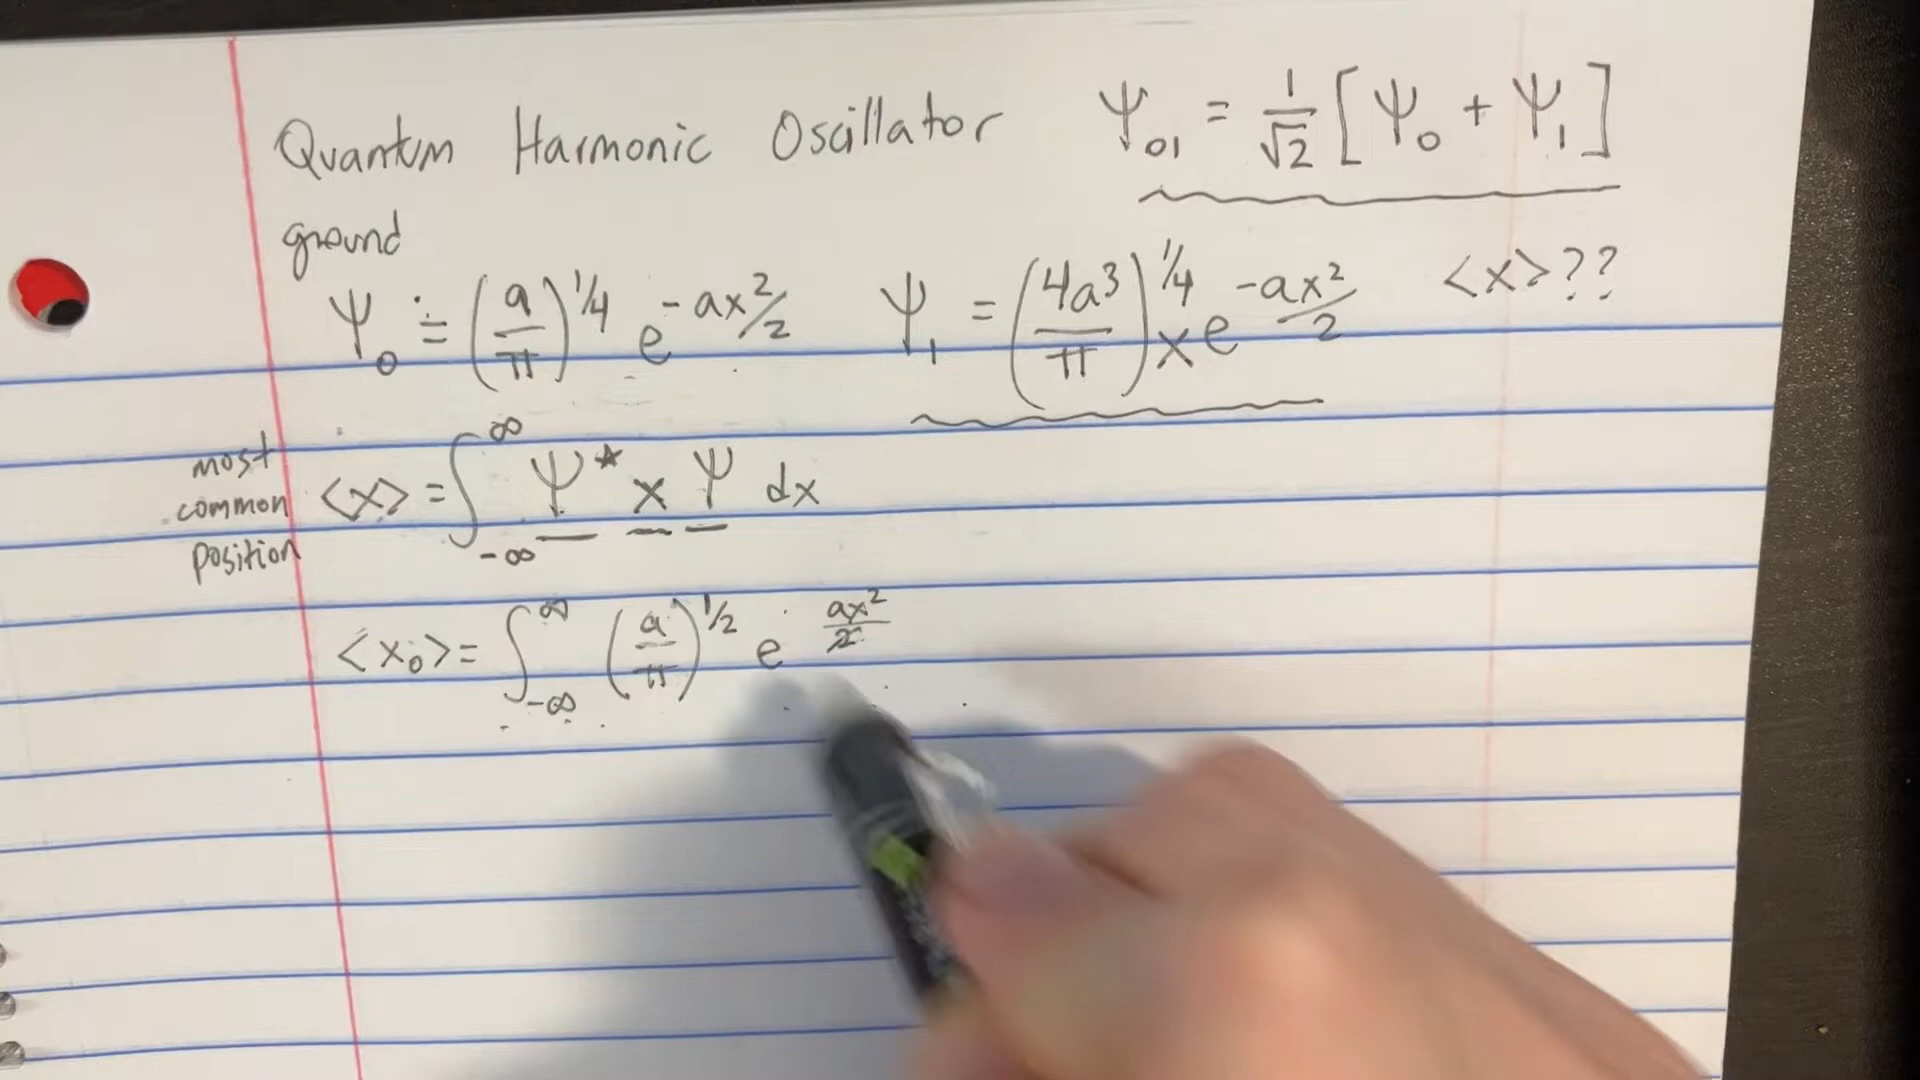 Quantum Harmonic Oscillator ψ₀₁ = 1/√2 [ψ₀ + ψ₁]
ground
ψ₀ = (a/π)^1/4 e^-ax²/2 ψ₁ = (4a³/π)^1/4 x e^-ax²/2 <x>??
most common position <x> = ∫_-∞^∞ ψ* x ψ dx
<x₀> = ∫_-∞^∞ (a/π)^1/2 e^ax²/2